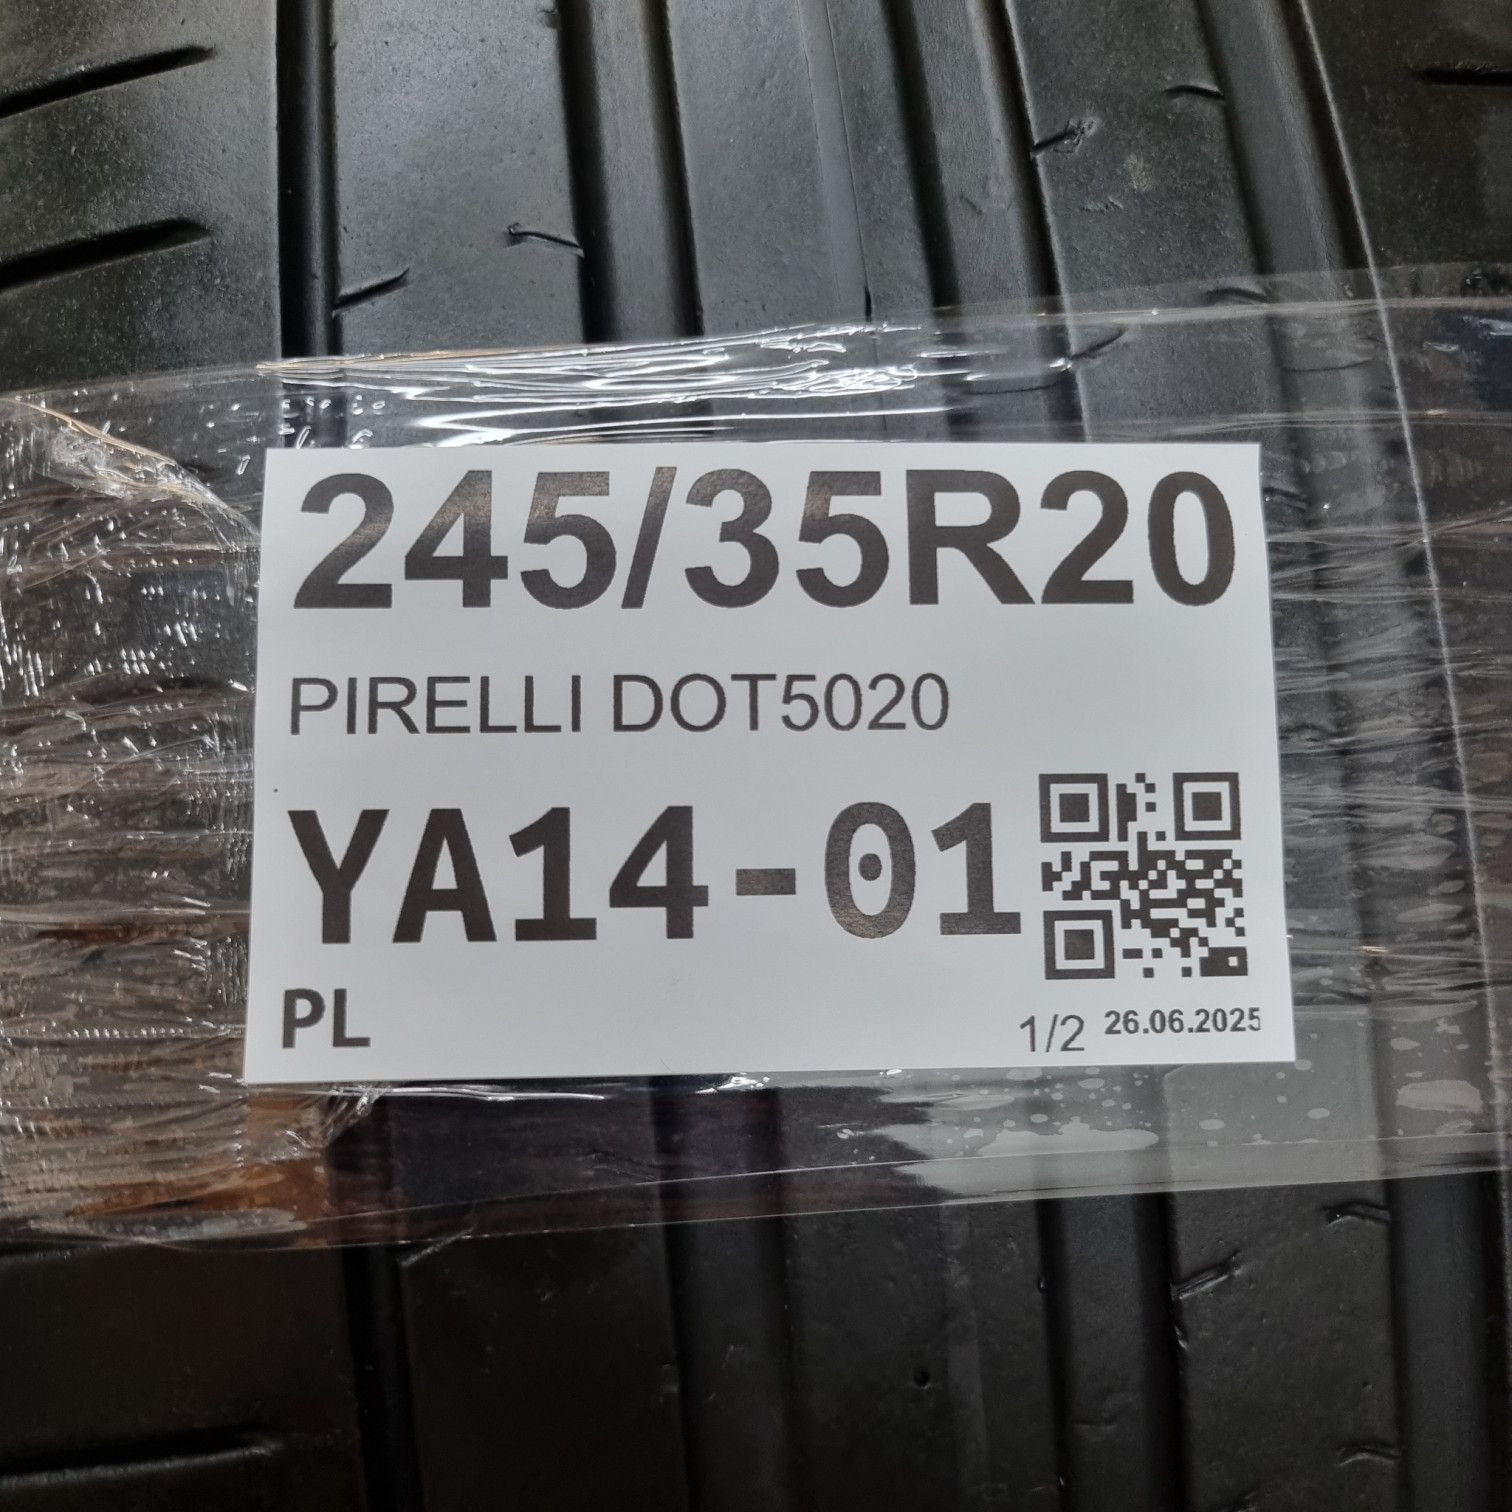 245/35R20
PIRELLI DOT5020
YA14-01
PL
1/2 26.06.2025